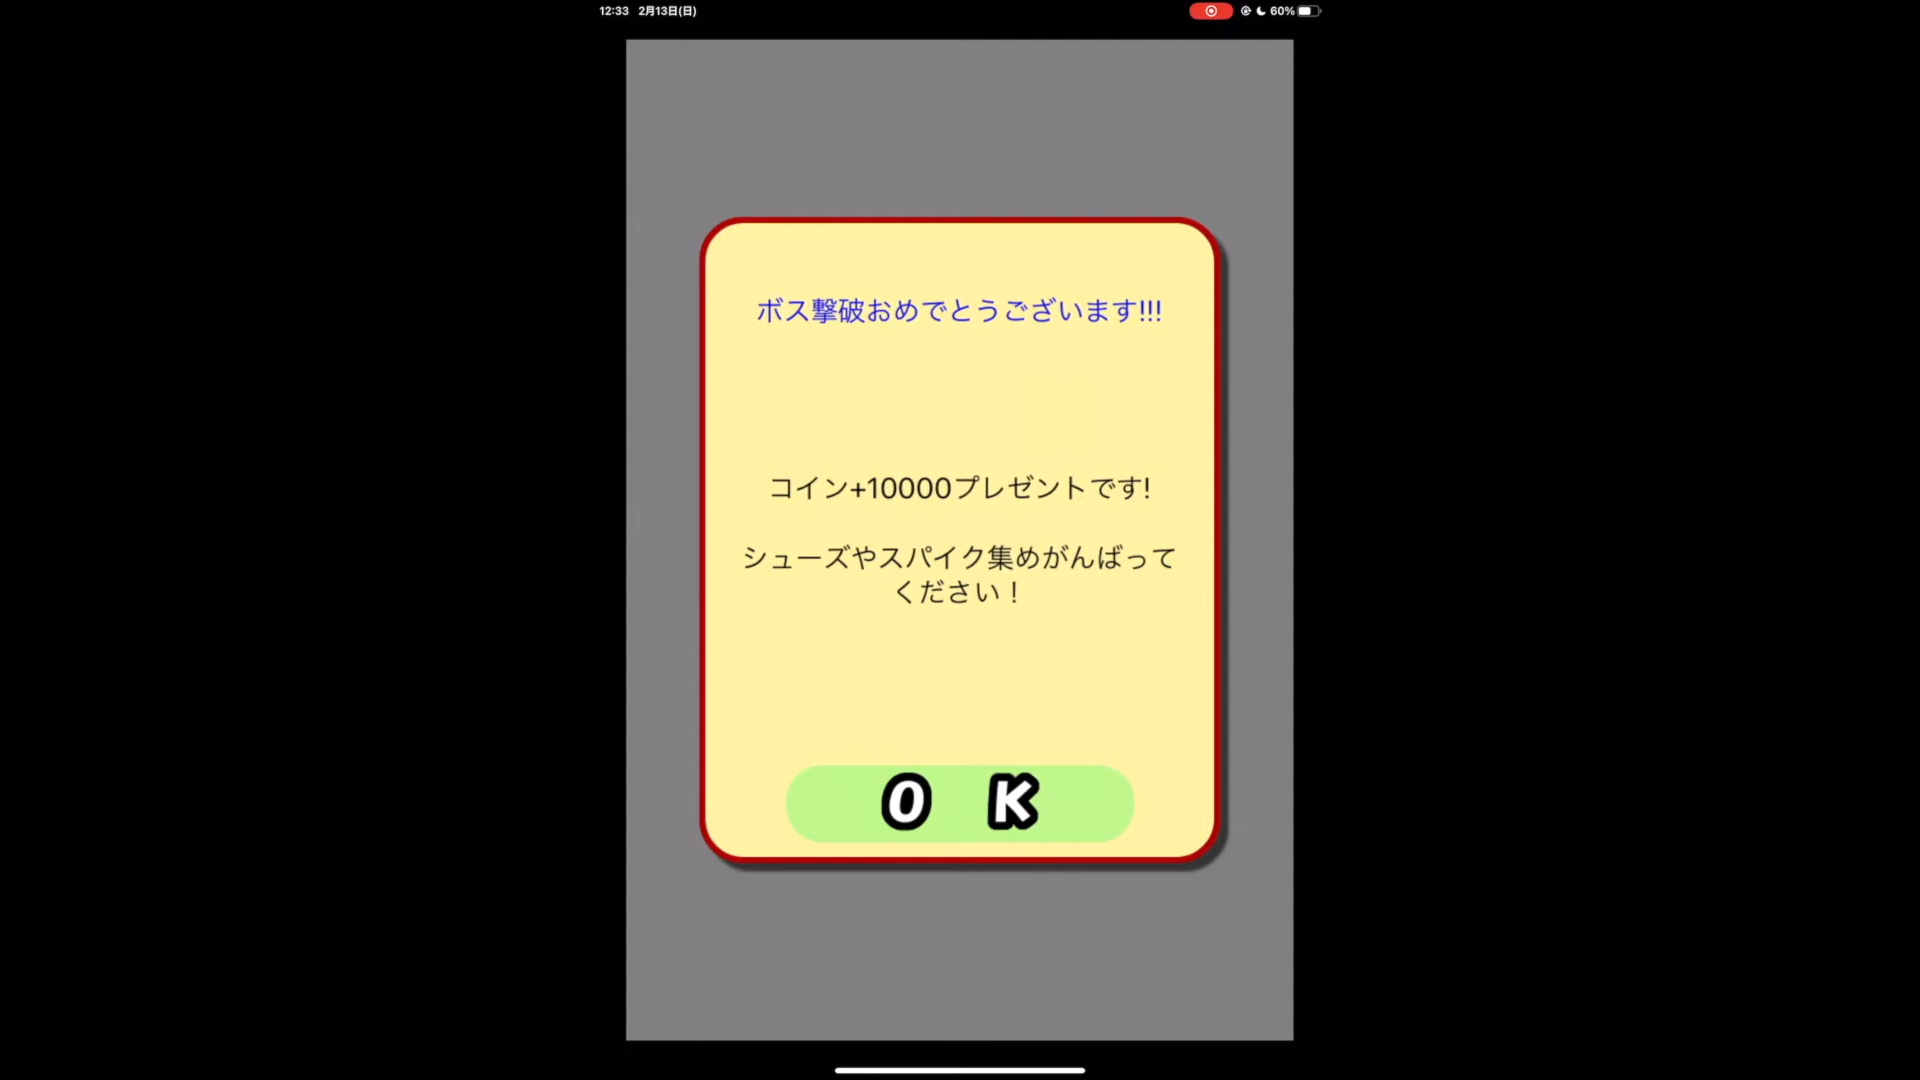 12:33 2月13日(日) 60%
ボス撃破おめでとうございます!!!
コイン+10000プレゼントです!
シューズやスパイク集めがんばって
ください！
O K